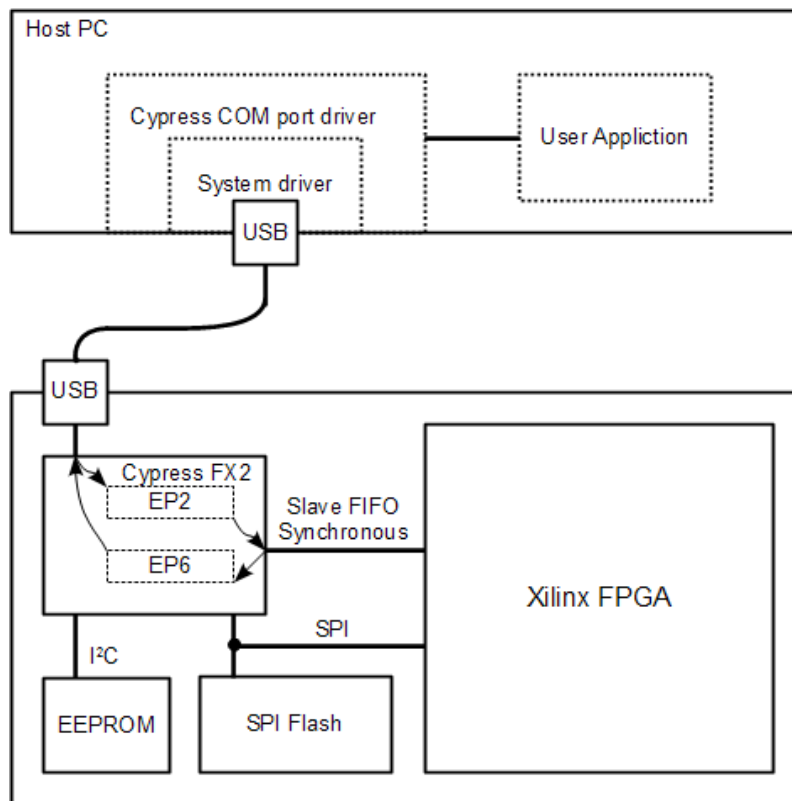 Host PC
Cypress COM port driver
User Appliction
System driver
USB
USB
Cypress FX2
EP2
Slave FIFO
Synchronous
EP6
Xilinx FPGA
SPI
I²C
EEPROM
SPI Flash